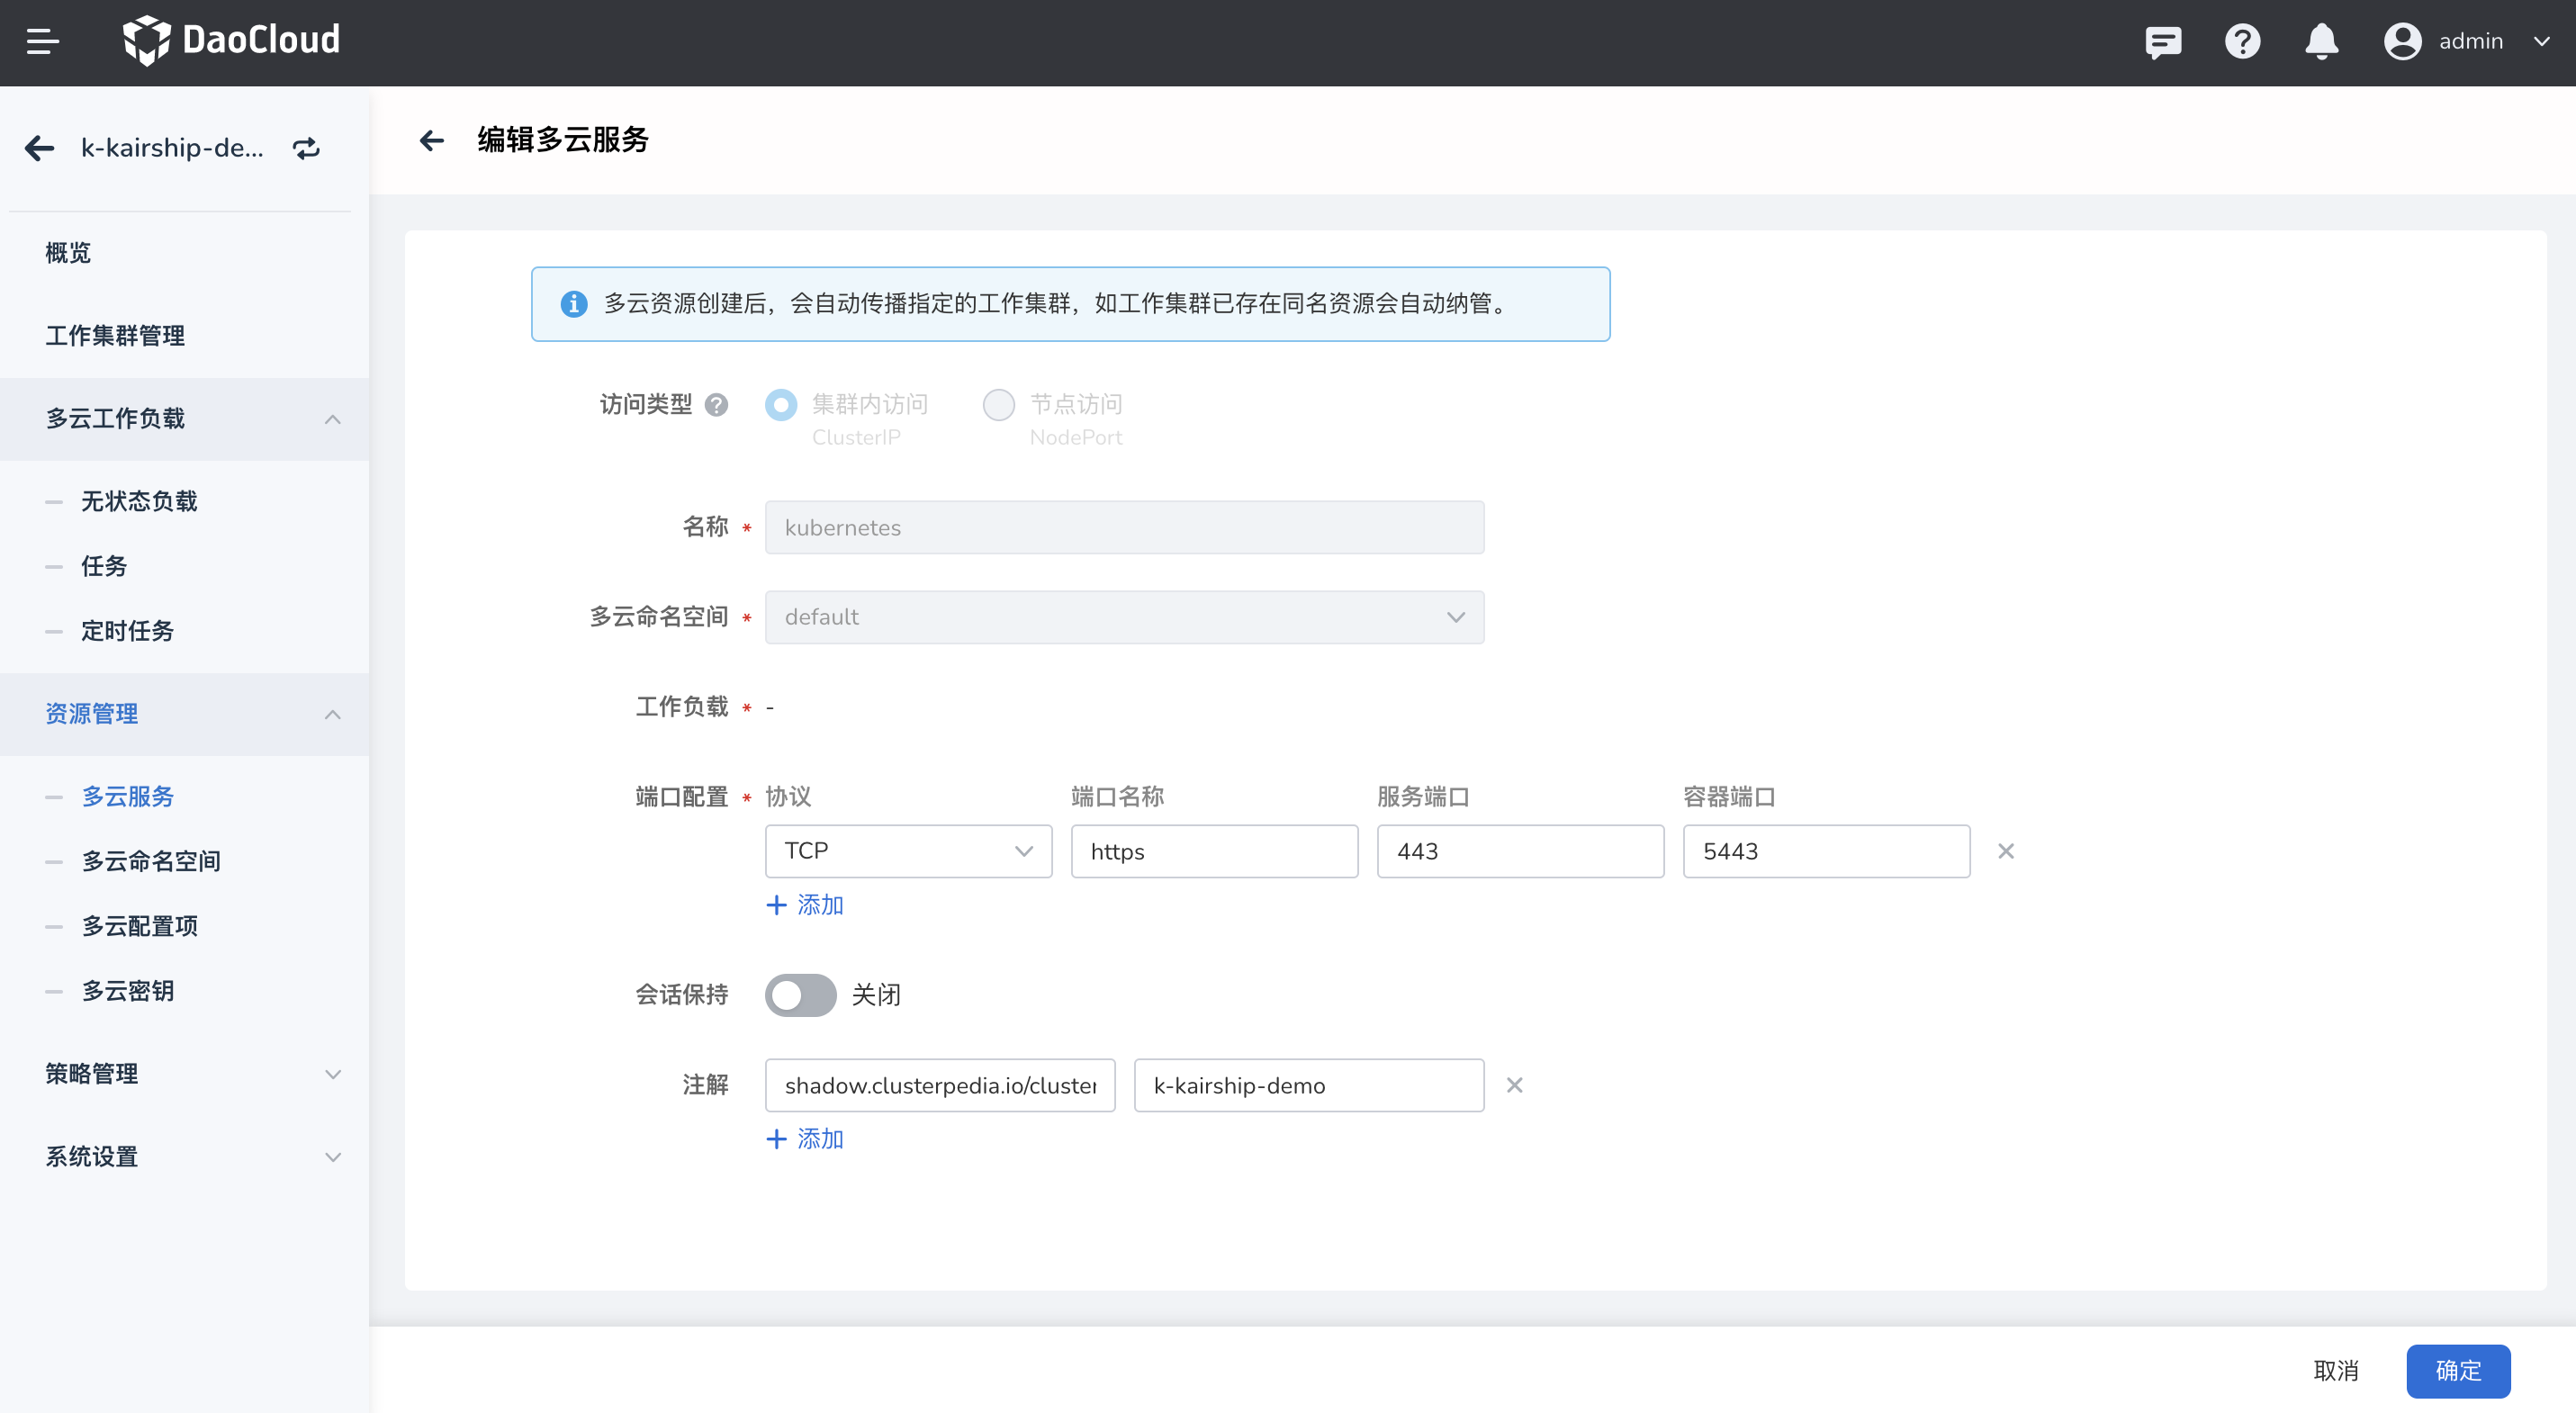 DaoCloud
admin
k-kairship-de...
概览
工作集群管理
多云工作负载
无状态负载
任务
定时任务
资源管理
多云服务
多云命名空间
多云配置项
多云密钥
策略管理
系统设置
编辑多云服务
多云资源创建后，会自动传播指定的工作集群，如工作集群已存在同名资源会自动纳管。
访问类型 集群内访问 节点访问
ClusterIP NodePort
名称 * kubernetes
多云命名空间 * default
工作负载 * -
端口配置 * 协议 端口名称 服务端口 容器端口
TCP https 443 5443
+ 添加
会话保持 关闭
注解 shadow.clusterpedia.io/cluster k-kairship-demo
+ 添加
取消 确定